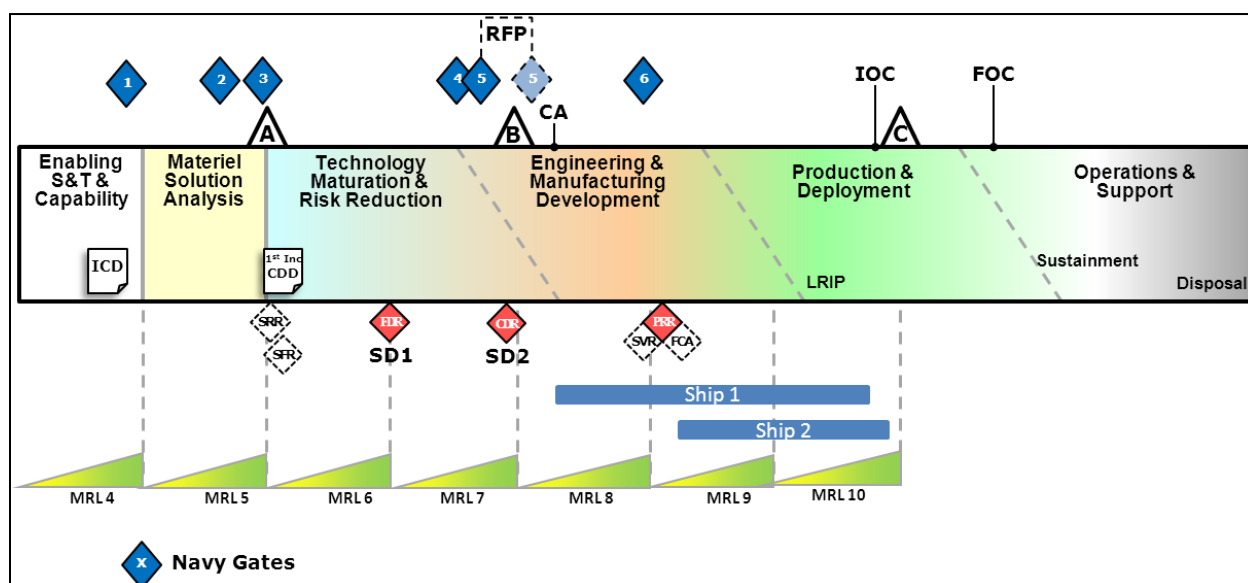 RFP
1
2
3
4
5
5
6
IOC
FOC
CA
A
B
C
Enabling
S&T &
Capability
Materiel
Solution
Analysis
Technology
Maturation &
Risk Reduction
Engineering &
Manufacturing
Development
Production &
Deployment
Operations &
Support
ICD
1st Inc
CDD
LRIP
Sustainment
Disposal
SRR
SFR
PDR
SD1
CDR
SD2
PRR
SVR
FCA
Ship 1
Ship 2
MRL 4
MRL 5
MRL 6
MRL 7
MRL 8
MRL 9
MRL 10
x
Navy Gates